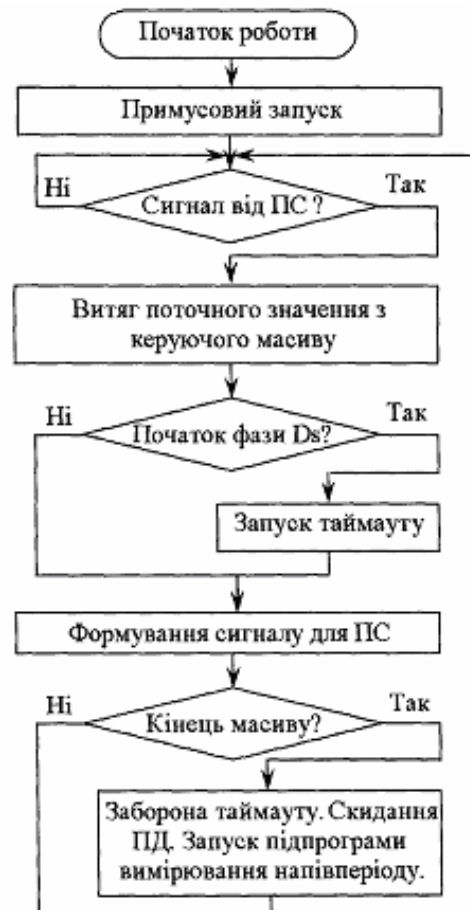 Початок роботи
Примусовий запуск
Ні
Так
Сигнал від ПС ?
Витяг поточного значення з
керуючого масиву
Ні
Так
Початок фази Ds?
Запуск таймауту
Формування сигналу для ПС
Ні
Так
Кінець масиву?
Заборона таймауту. Скидання
ПД. Запуск підпрограми
вимірювання напівперіоду.